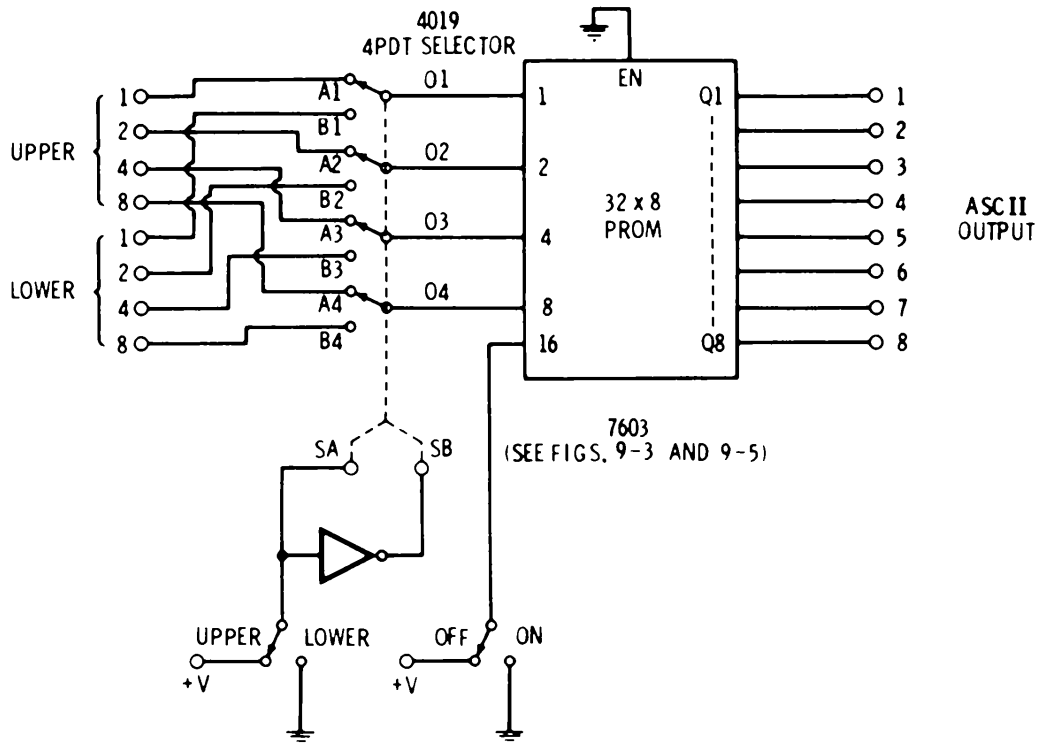 4019
4PDT SELECTOR
UPPER
1
2
4
8
LOWER
1
2
4
8
A1
B1
A2
B2
A3
B3
A4
B4
O1
O2
O3
O4
EN
1
2
4
8
16
32 x 8
PROM
Q1
Q8
1
2
3
4
5
6
7
8
ASCII
OUTPUT
7603
(SEE FIGS. 9-3 AND 9-5)
SA
SB
UPPER
LOWER
+V
OFF
ON
+V